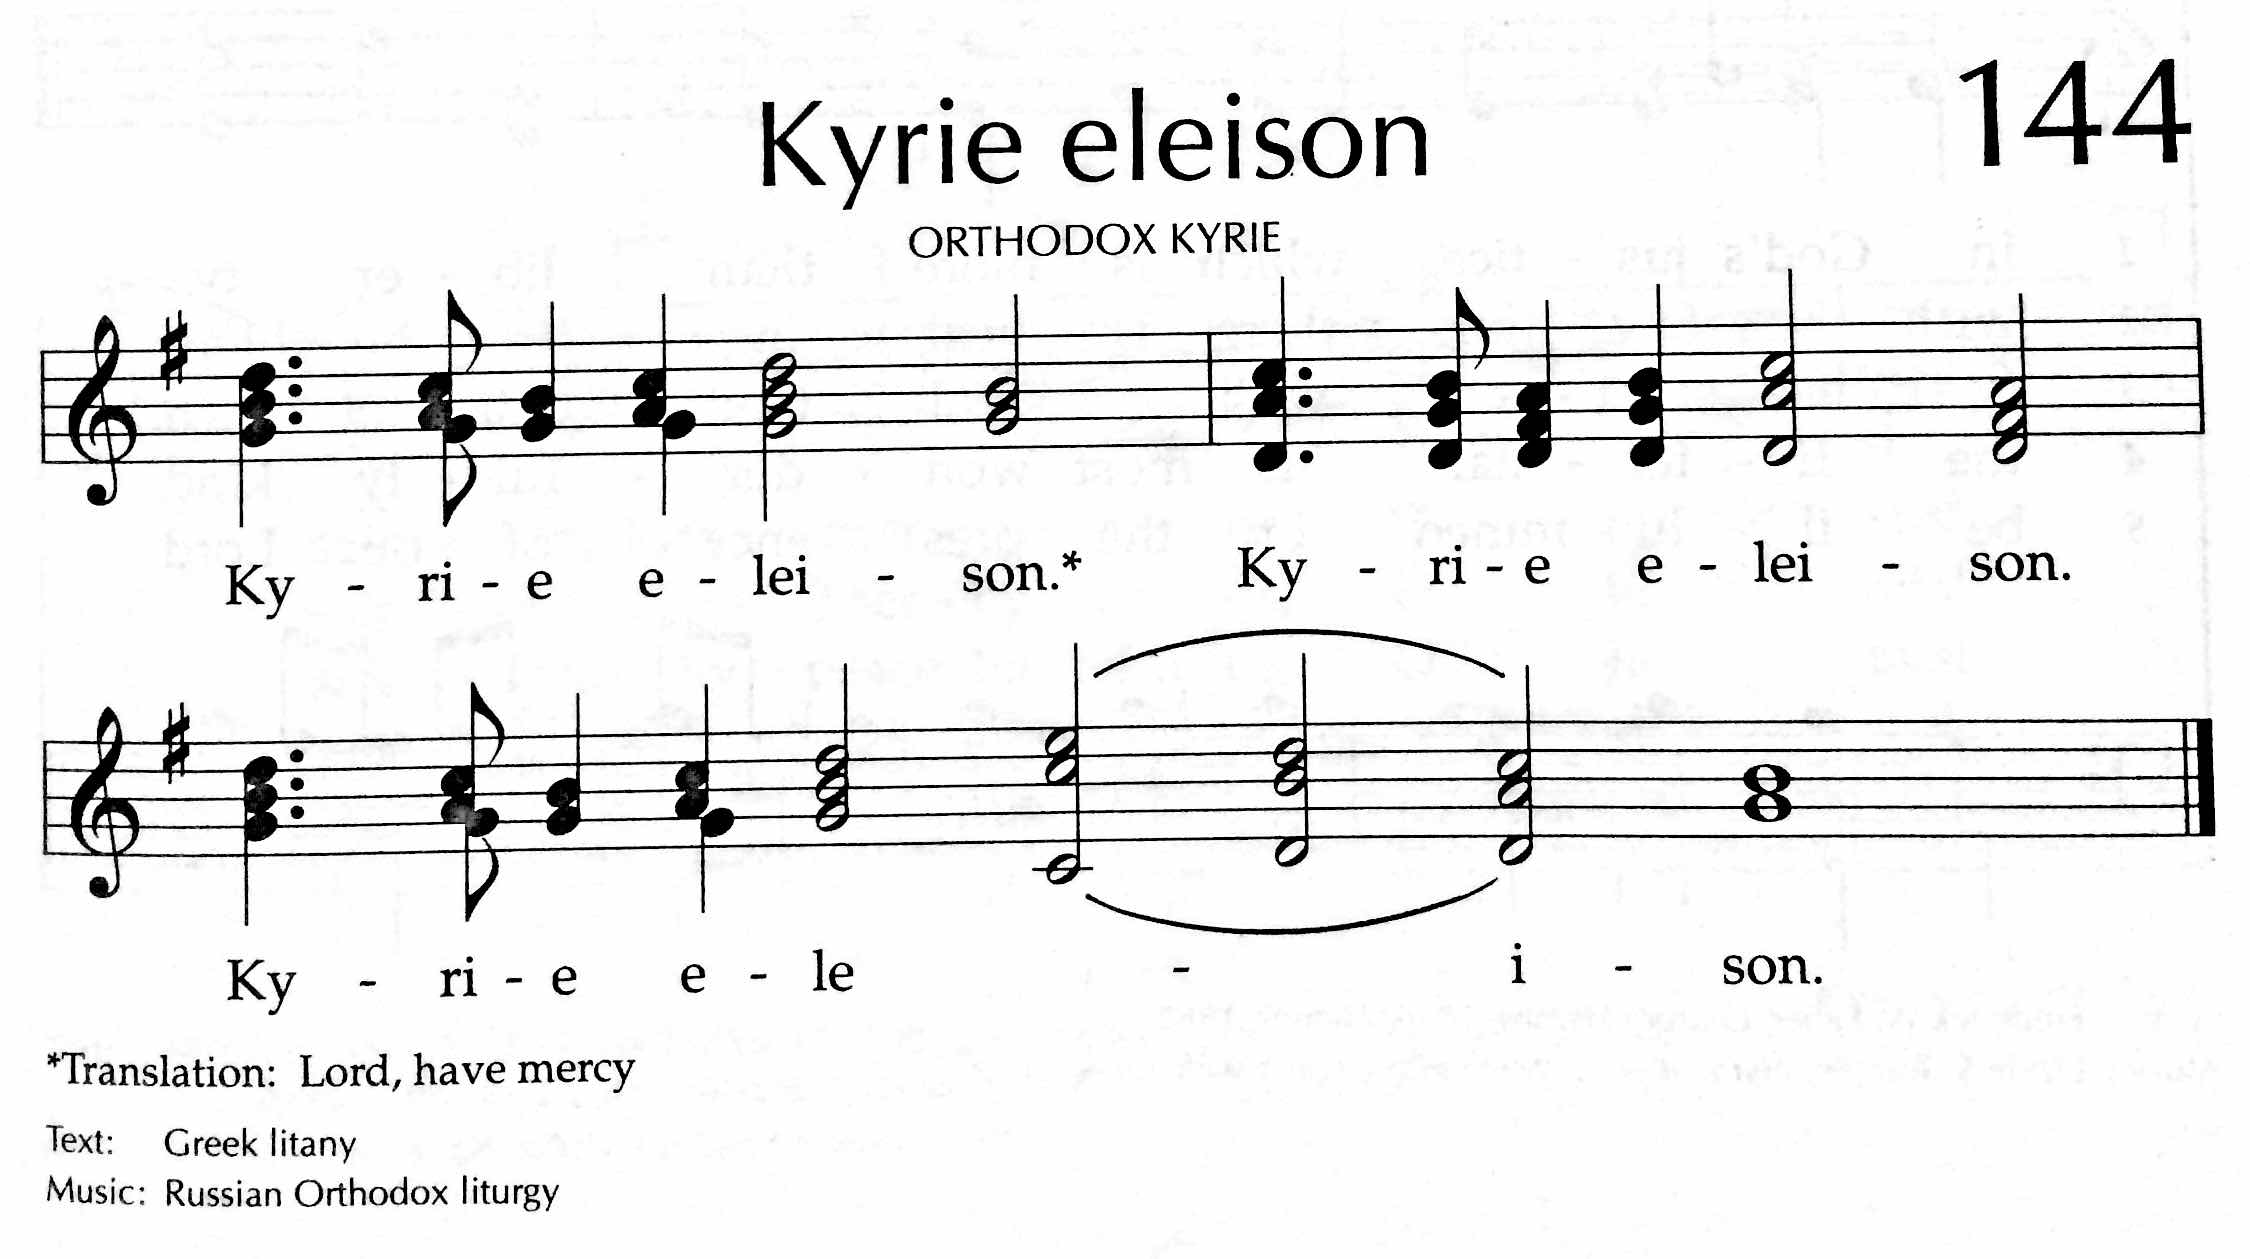 144
Kyrie eleison
ORTHODOX KYRIE
Ky - ri - e e - lei - son.* Ky - ri - e e - lei - son.
Ky - ri - e e - le - i - son.
*Translation: Lord, have mercy
Text: Greek litany
Music: Russian Orthodox liturgy